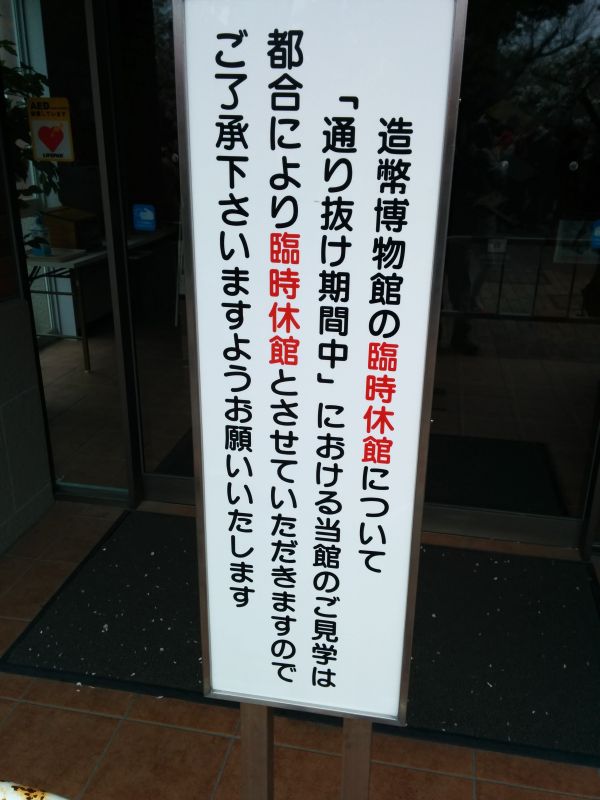 造幣博物館の臨時休館について
「通り抜け期間中」における当館のご見学は
都合により臨時休館とさせていただきますので
ご了承下さいますようお願いいたします
AED
LIFEPAK